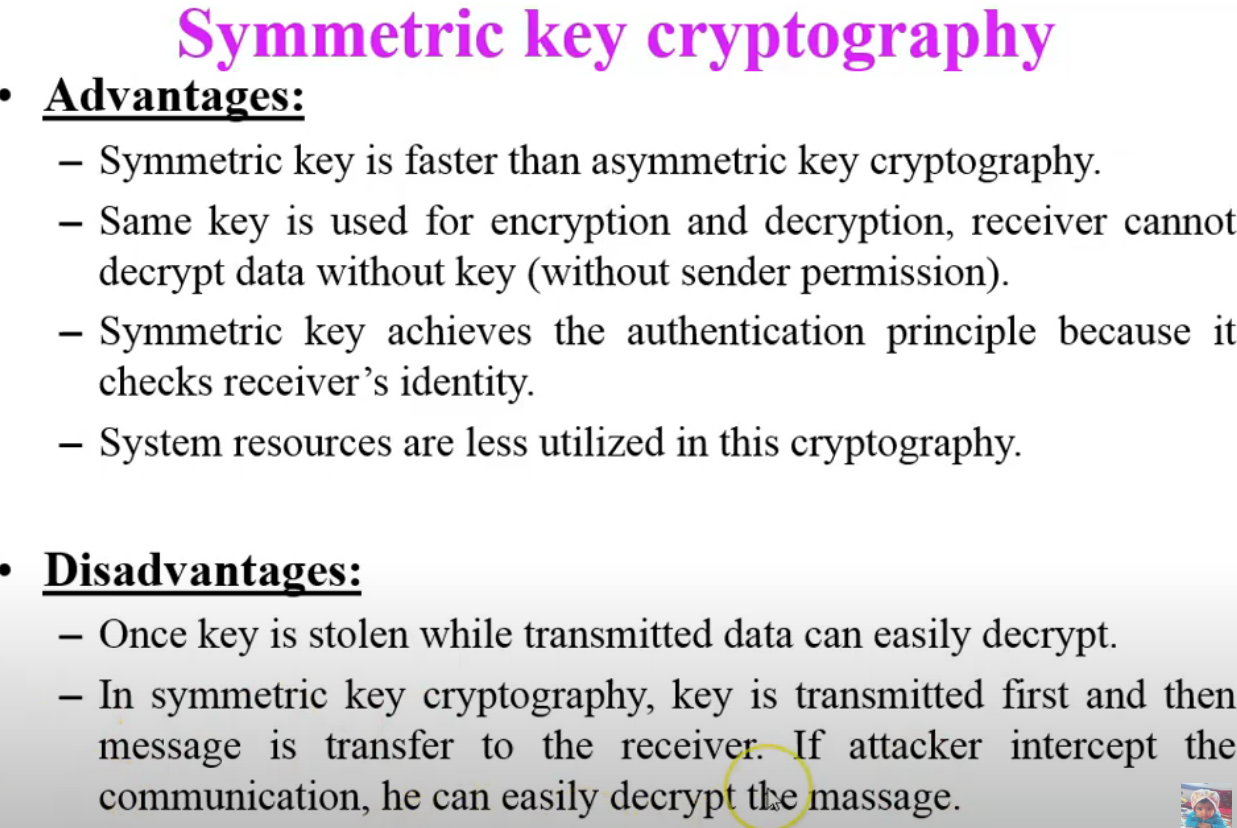 Symmetric key cryptography
• Advantages:
– Symmetric key is faster than asymmetric key cryptography.
– Same key is used for encryption and decryption, receiver cannot
decrypt data without key (without sender permission).
– Symmetric key achieves the authentication principle because it
checks receiver’s identity.
– System resources are less utilized in this cryptography.
• Disadvantages:
– Once key is stolen while transmitted data can easily decrypt.
– In symmetric key cryptography, key is transmitted first and then
message is transfer to the receiver. If attacker intercept the
communication, he can easily decrypt the massage.